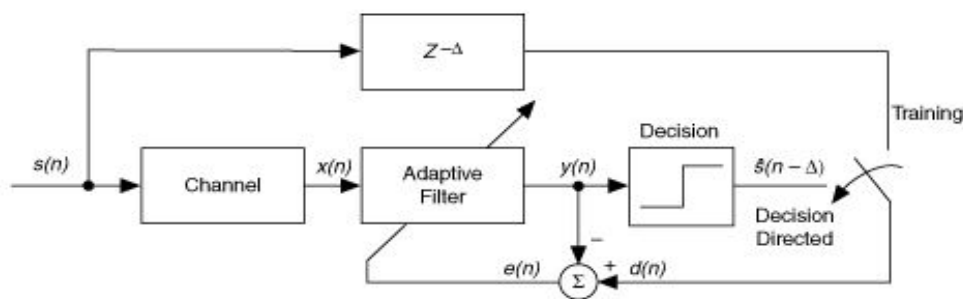 Z−Δ
Training
Decision
s(n)
Channel
x(n)
Adaptive
Filter
y(n)
ŝ(n − Δ)
Decision
Directed
−
e(n)
Σ
+
d(n)